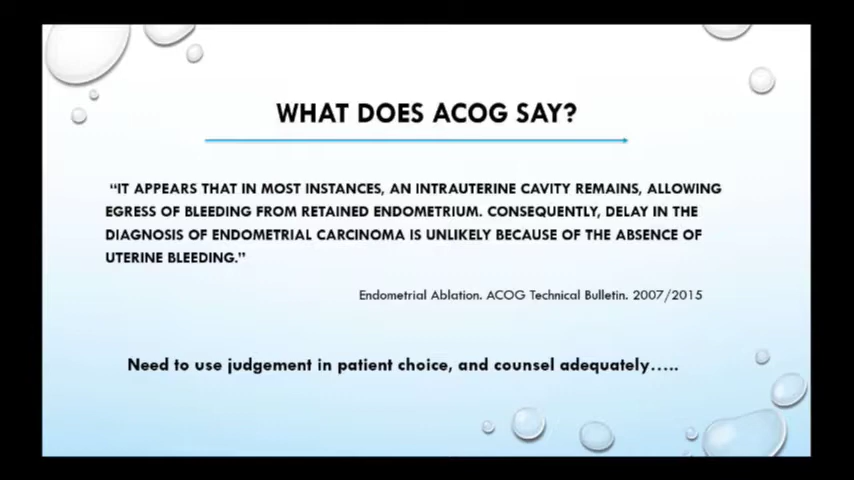 WHAT DOES ACOG SAY?
“IT APPEARS THAT IN MOST INSTANCES, AN INTRAUTERINE CAVITY REMAINS, ALLOWING
EGRESS OF BLEEDING FROM RETAINED ENDOMETRIUM. CONSEQUENTLY, DELAY IN THE
DIAGNOSIS OF ENDOMETRIAL CARCINOMA IS UNLIKELY BECAUSE OF THE ABSENCE OF
UTERINE BLEEDING.”
Endometrial Ablation. ACOG Technical Bulletin. 2007/2015
Need to use judgement in patient choice, and counsel adequately…..